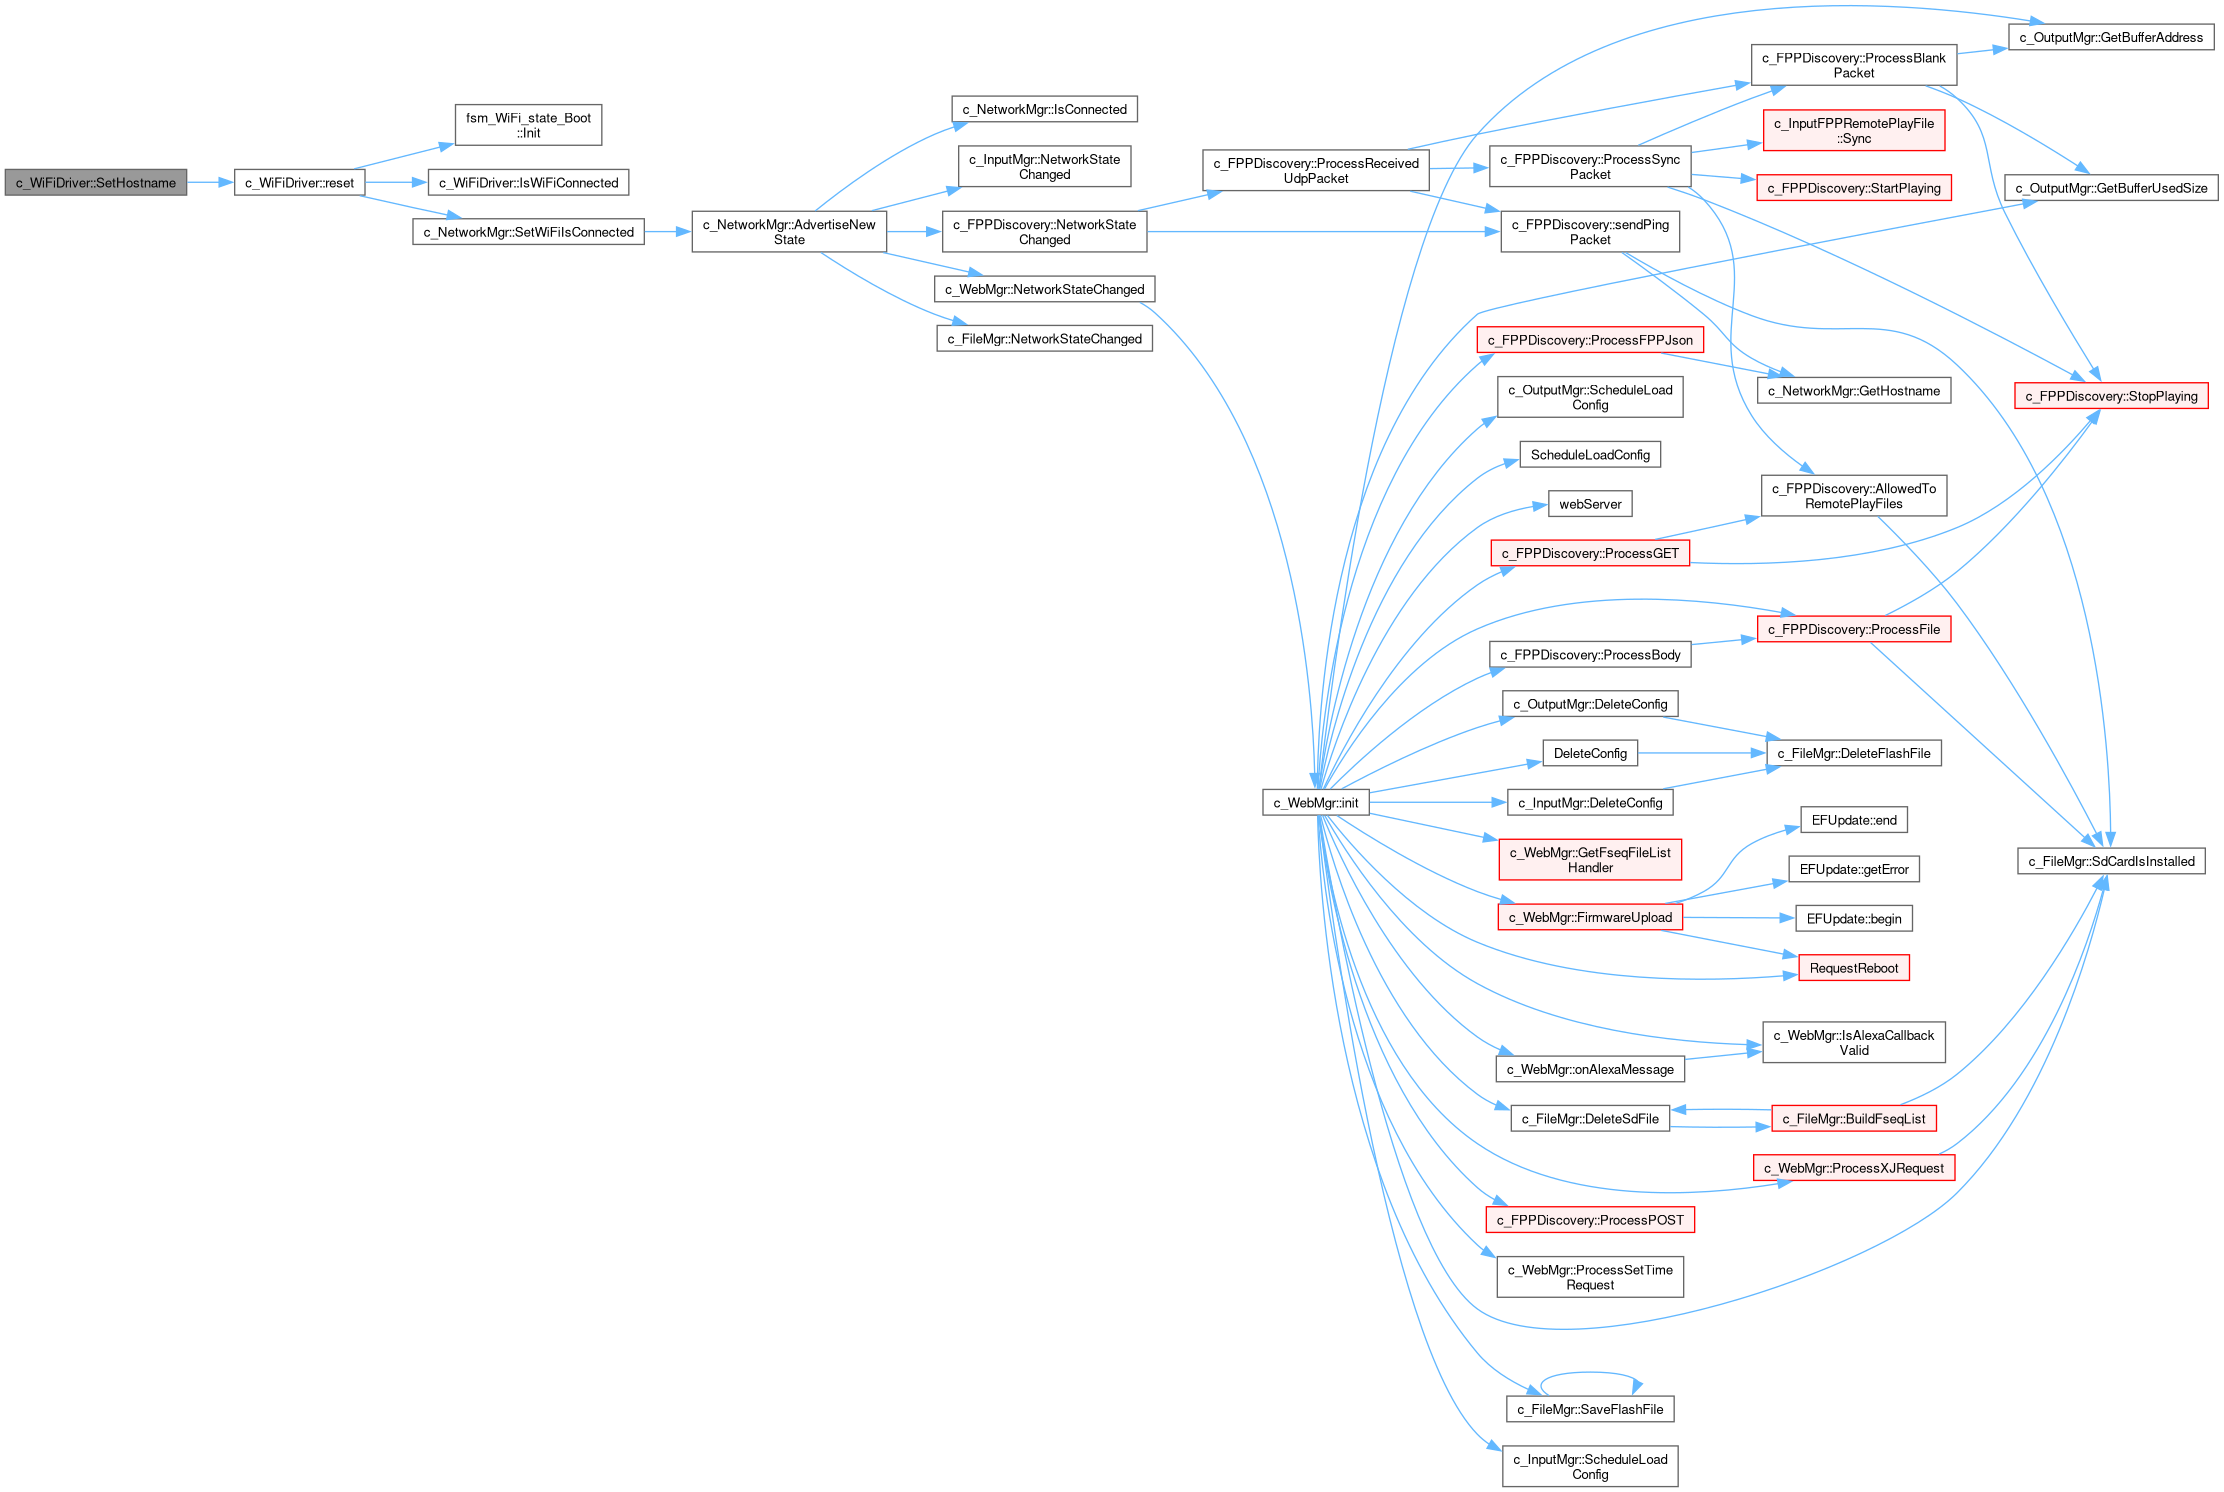 c_WiFiDriver::SetHostname
c_WiFiDriver::reset
fsm_WiFi_state_Boot
::Init
c_WiFiDriver::IsWiFiConnected
c_NetworkMgr::SetWiFiIsConnected
c_NetworkMgr::AdvertiseNew
State
c_NetworkMgr::IsConnected
c_InputMgr::NetworkState
Changed
c_FPPDiscovery::NetworkState
Changed
c_WebMgr::NetworkStateChanged
c_FileMgr::NetworkStateChanged
c_FPPDiscovery::ProcessReceived
UdpPacket
c_WebMgr::init
c_FPPDiscovery::ProcessSync
Packet
c_FPPDiscovery::sendPing
Packet
c_FPPDiscovery::ProcessFPPJson
c_OutputMgr::ScheduleLoad
Config
ScheduleLoadConfig
webServer
c_FPPDiscovery::ProcessGET
c_FPPDiscovery::ProcessBody
c_OutputMgr::DeleteConfig
DeleteConfig
c_InputMgr::DeleteConfig
c_WebMgr::GetFseqFileList
Handler
c_WebMgr::FirmwareUpload
c_WebMgr::onAlexaMessage
c_FileMgr::DeleteSdFile
c_FPPDiscovery::ProcessPOST
c_WebMgr::ProcessSetTime
Request
c_FileMgr::SaveFlashFile
c_InputMgr::ScheduleLoad
Config
c_FPPDiscovery::ProcessBlank
Packet
c_InputFPPRemotePlayFile
::Sync
c_FPPDiscovery::StartPlaying
c_NetworkMgr::GetHostname
c_FPPDiscovery::AllowedTo
RemotePlayFiles
c_FPPDiscovery::ProcessFile
c_FileMgr::DeleteFlashFile
EFUpdate::end
EFUpdate::getError
EFUpdate::begin
RequestReboot
c_WebMgr::IsAlexaCallback
Valid
c_FileMgr::BuildFseqList
c_WebMgr::ProcessXJRequest
c_OutputMgr::GetBufferAddress
c_OutputMgr::GetBufferUsedSize
c_FPPDiscovery::StopPlaying
c_FileMgr::SdCardIsInstalled